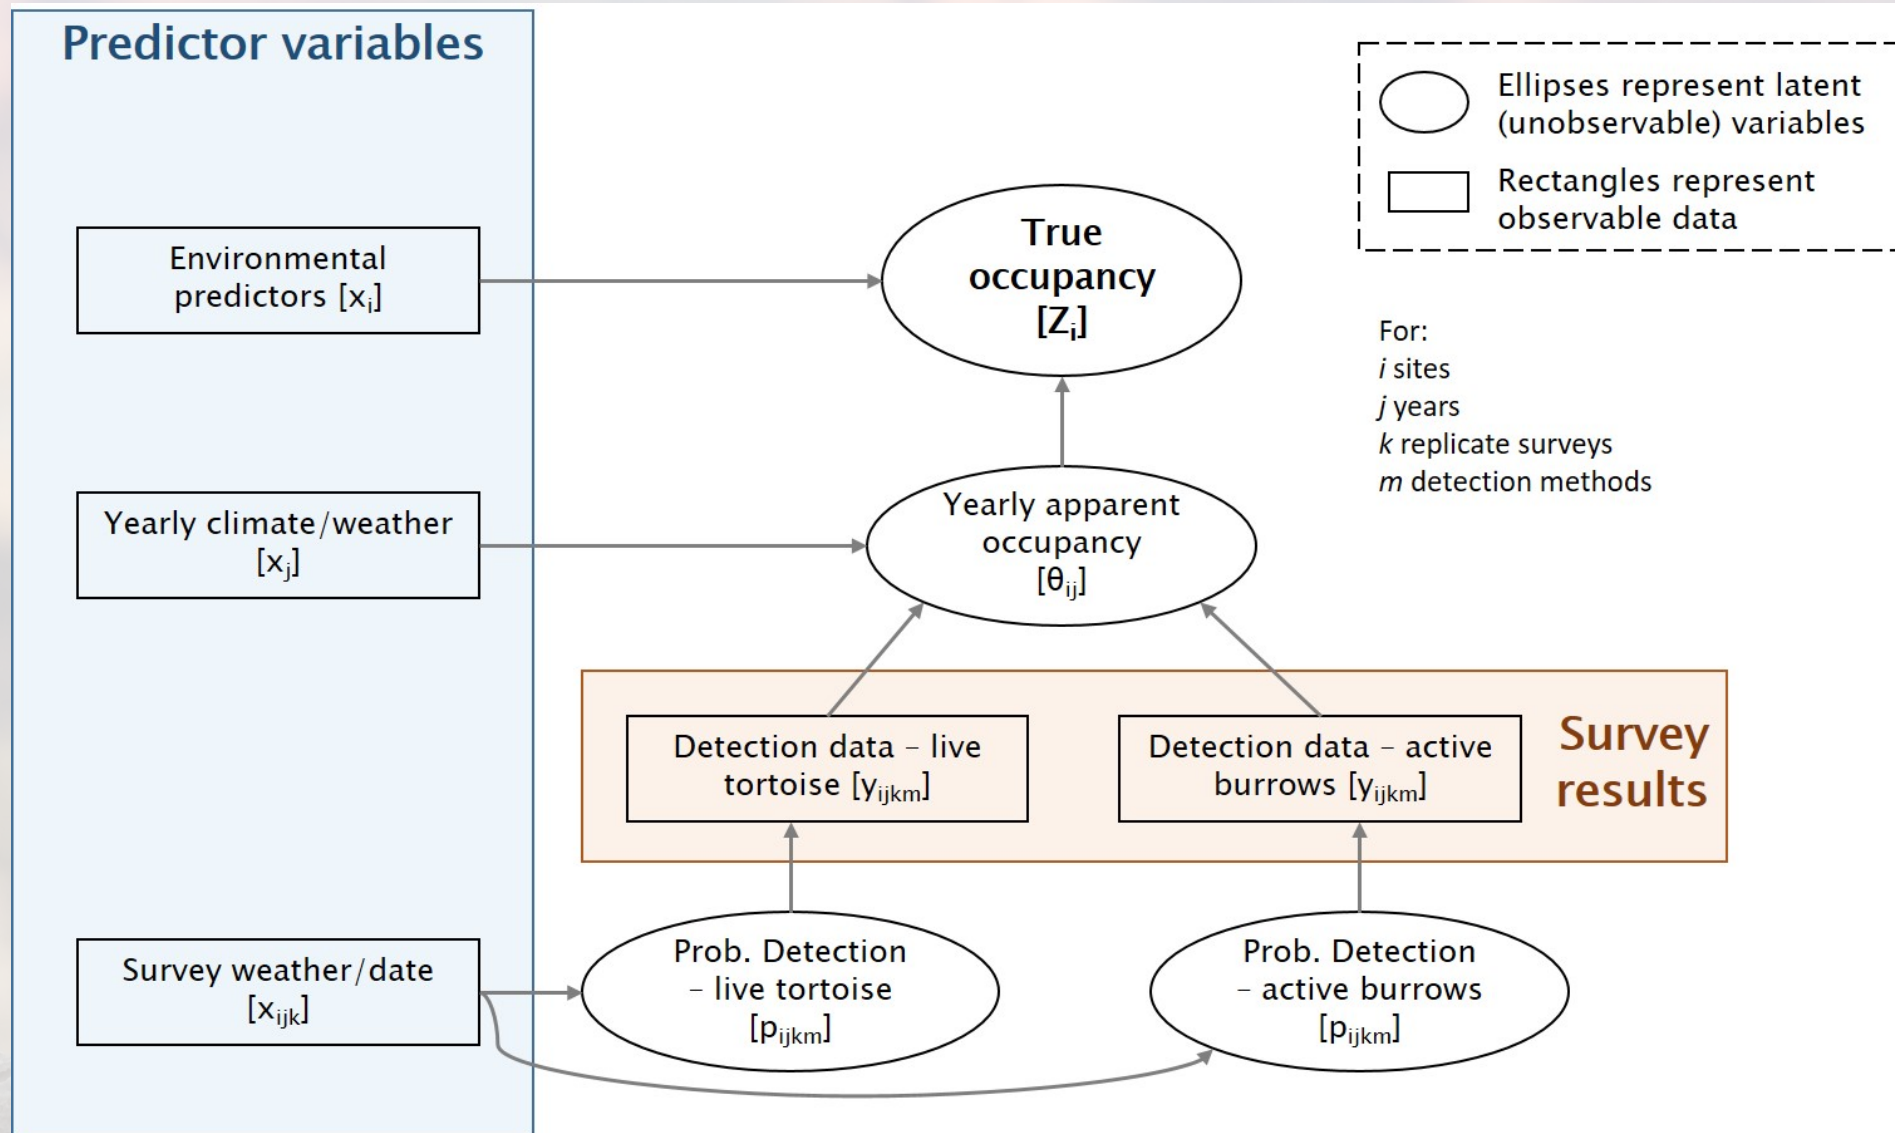 Predictor variables
Ellipses represent latent
(unobservable) variables
Rectangles represent
observable data
Environmental
predictors [xi]
True
occupancy
[Zi]
For:
i sites
j years
k replicate surveys
m detection methods
Yearly climate/weather
[xj]
Yearly apparent
occupancy
[θij]
Detection data – live
tortoise [yijkm]
Detection data – active
burrows [yijkm]
Survey
results
Survey weather/date
[xijk]
Prob. Detection
– live tortoise
[pijkm]
Prob. Detection
– active burrows
[pijkm]